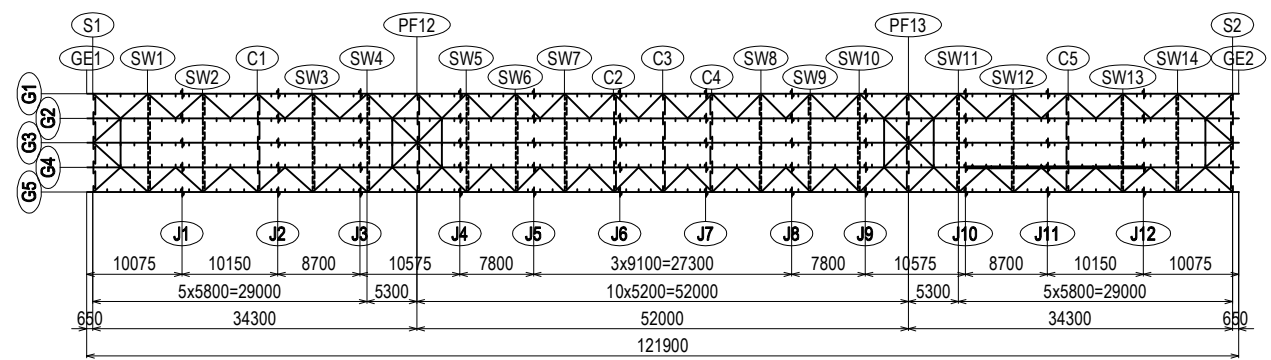 S1 PF12 PF13 S2
GE1 SW1 C1 SW4 SW5 SW7 C3 SW8 SW10 SW11 C5 SW14 GE2
SW2 SW3 SW6 C2 C4 SW9 SW12 SW13
G1
G2
G3
G4
G5
J1 J2 J3 J4 J5 J6 J7 J8 J9 J10 J11 J12
10075 10150 8700 10575 7800 3x9100=27300 7800 10575 8700 10150 10075
5x5800=29000 5300 10x5200=52000 5300 5x5800=29000
650 34300 52000 34300 650
121900